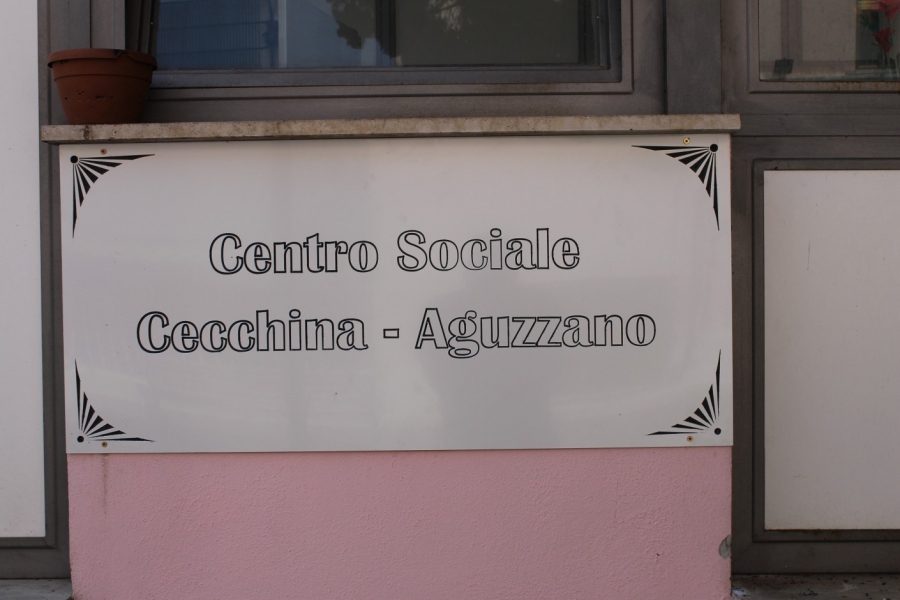 Centro Sociale
Cecchina - Aguzzano